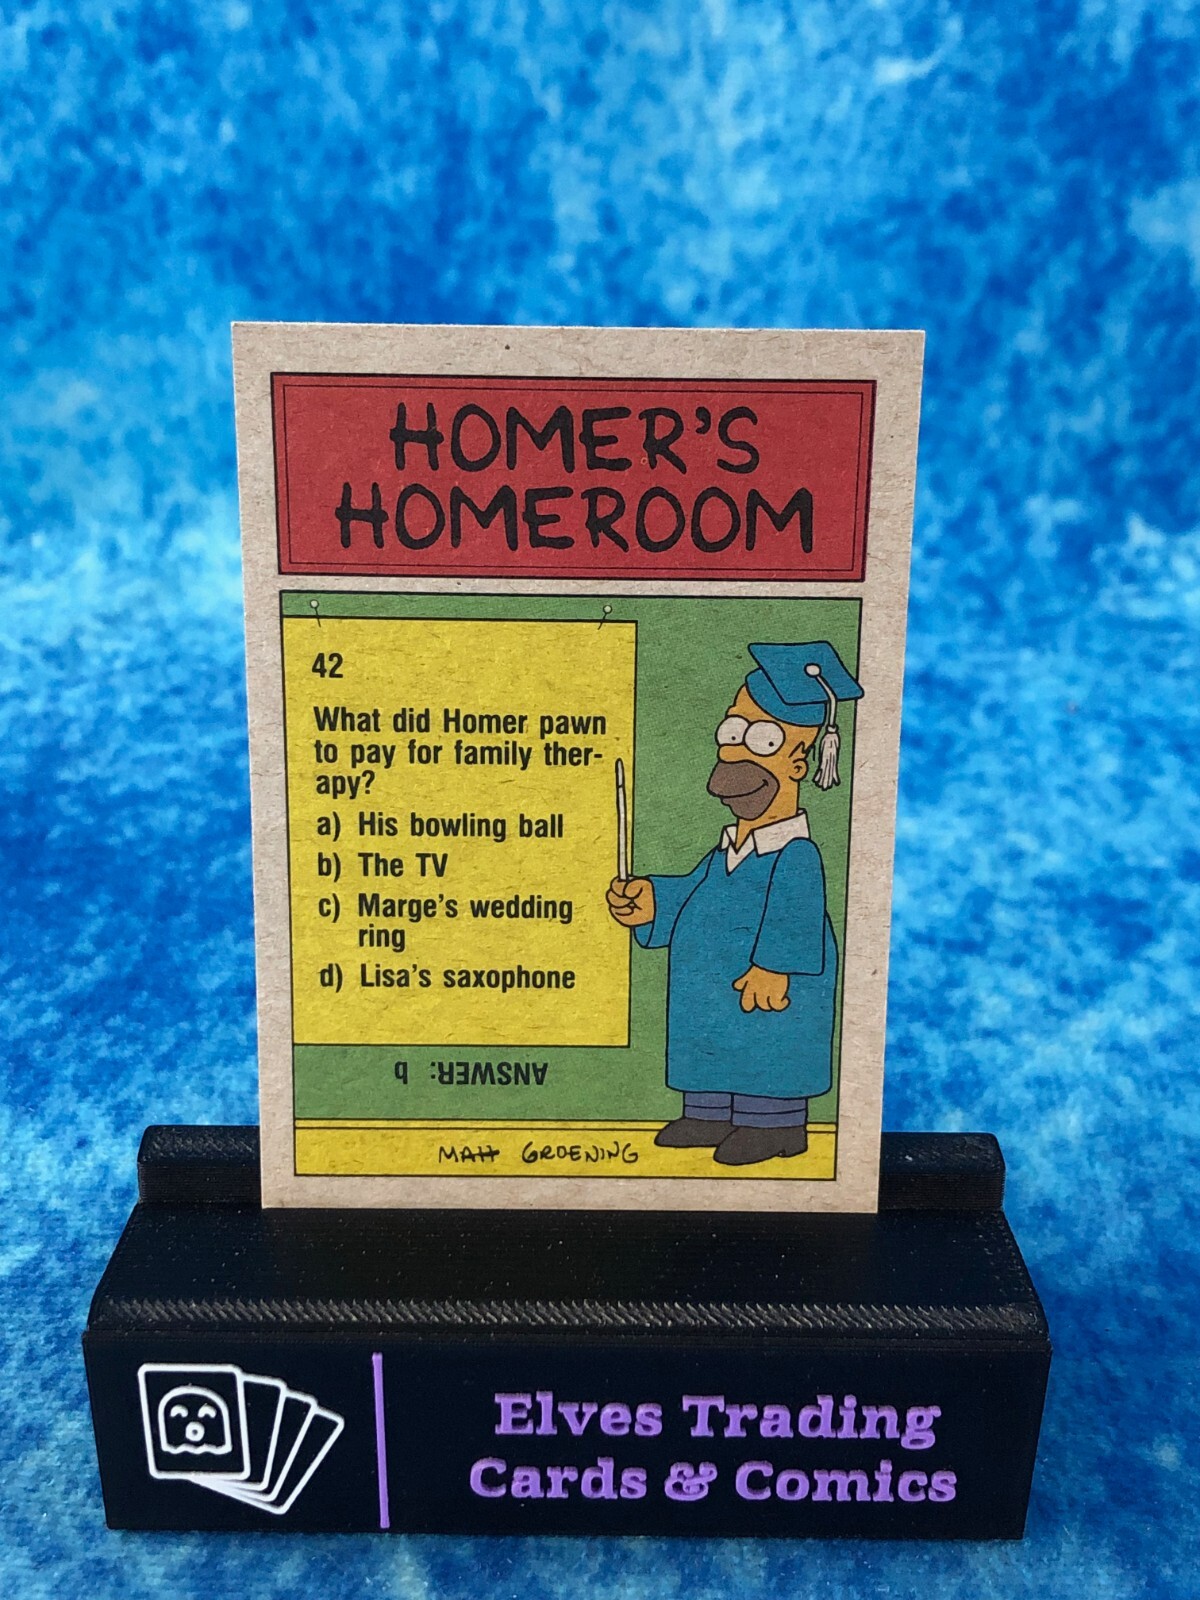 HOMER'S
HOMEROOM
42
What did Homer pawn
to pay for family ther-
apy?
a) His bowling ball
b) The TV
c) Marge's wedding
ring
d) Lisa's saxophone
ANSWER: b
MATT GROENING
Elves Trading
Cards & Comics